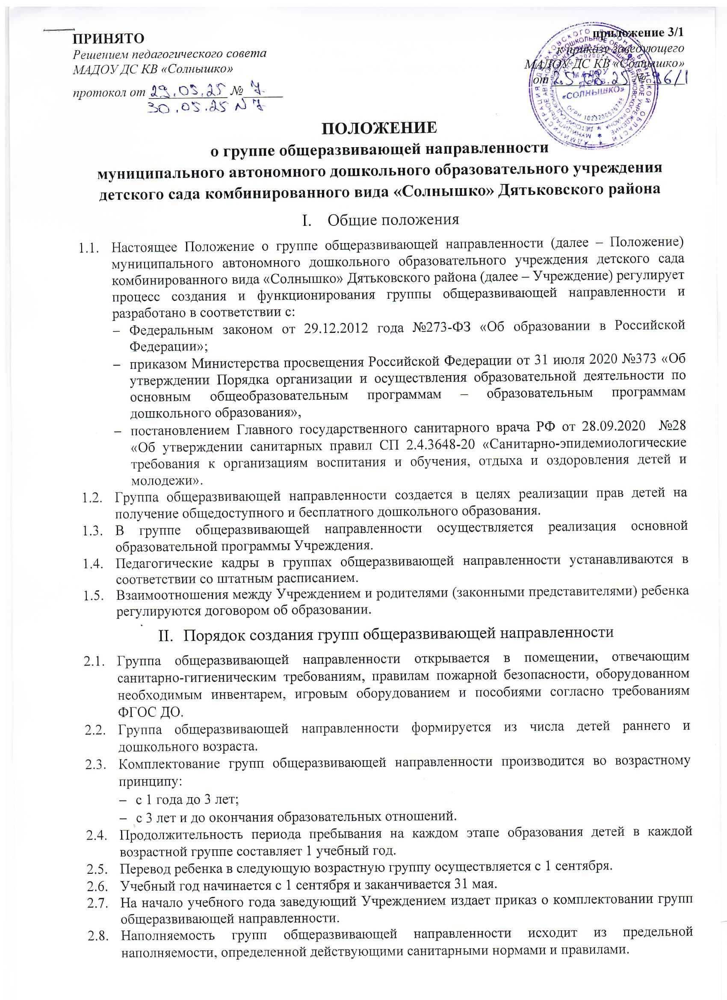 ПРИНЯТО
Решением педагогического совета
МАДОУ ДС КВ «Солнышко»
протокол от 29.05.25 № 7
30.05.25 N 7
приложение 3/1
к приказу заведующего
МАДОУ ДС КВ «Солнышко»
от 25.08.25 № 96/1
МАДОУ
«СОЛНЫШКО»
ОГРН 1023200526788
ПОЛОЖЕНИЕ
о группе общеразвивающей направленности
муниципального автономного дошкольного образовательного учреждения
детского сада комбинированного вида «Солнышко» Дятьковского района
I. Общие положения
1.1. Настоящее Положение о группе общеразвивающей направленности (далее – Положение)
муниципального автономного дошкольного образовательного учреждения детского сада
комбинированного вида «Солнышко» Дятьковского района (далее – Учреждение) регулирует
процесс создания и функционирования группы общеразвивающей направленности и
разработано в соответствии с:
– Федеральным законом от 29.12.2012 года №273-ФЗ «Об образовании в Российской
Федерации»;
– приказом Министерства просвещения Российской Федерации от 31 июля 2020 №373 «Об
утверждении Порядка организации и осуществления образовательной деятельности по
основным общеобразовательным программам – образовательным программам
дошкольного образования»,
– постановлением Главного государственного санитарного врача РФ от 28.09.2020 №28
«Об утверждении санитарных правил СП 2.4.3648-20 «Санитарно-эпидемиологические
требования к организациям воспитания и обучения, отдыха и оздоровления детей и
молодежи».
1.2. Группа общеразвивающей направленности создается в целях реализации прав детей на
получение общедоступного и бесплатного дошкольного образования.
1.3. В группе общеразвивающей направленности осуществляется реализация основной
образовательной программы Учреждения.
1.4. Педагогические кадры в группах общеразвивающей направленности устанавливаются в
соответствии со штатным расписанием.
1.5. Взаимоотношения между Учреждением и родителями (законными представителями) ребенка
регулируются договором об образовании.
II. Порядок создания групп общеразвивающей направленности
2.1. Группа общеразвивающей направленности открывается в помещении, отвечающим
санитарно-гигиеническим требованиям, правилам пожарной безопасности, оборудованном
необходимым инвентарем, игровым оборудованием и пособиями согласно требованиям
ФГОС ДО.
2.2. Группа общеразвивающей направленности формируется из числа детей раннего и
дошкольного возраста.
2.3. Комплектование групп общеразвивающей направленности производится во возрастному
принципу:
– с 1 года до 3 лет;
– с 3 лет и до окончания образовательных отношений.
2.4. Продолжительность периода пребывания на каждом этапе образования детей в каждой
возрастной группе составляет 1 учебный год.
2.5. Перевод ребенка в следующую возрастную группу осуществляется с 1 сентября.
2.6. Учебный год начинается с 1 сентября и заканчивается 31 мая.
2.7. На начало учебного года заведующий Учреждением издает приказ о комплектовании групп
общеразвивающей направленности.
2.8. Наполняемость групп общеразвивающей направленности исходит из предельной
наполняемости, определенной действующими санитарными нормами и правилами.